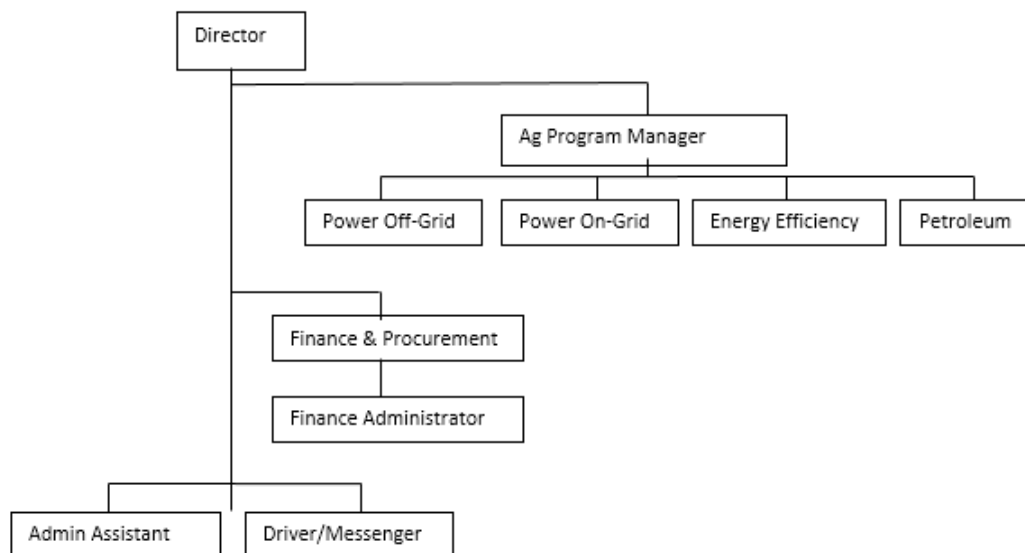 Director
Ag Program Manager
Power Off-Grid
Power On-Grid
Energy Efficiency
Petroleum
Finance & Procurement
Finance Administrator
Admin Assistant
Driver/Messenger